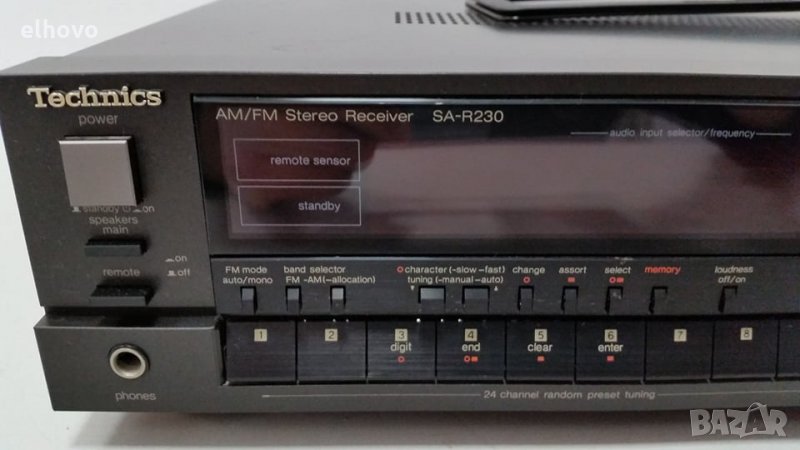 elhovo
Technics
power
standby on
speakers
main
on
remote
off
phones
AM/FM Stereo Receiver SA-R230
audio input selector/frequency
remote sensor
standby
FM mode
auto/mono
band selector
FM -AM(-allocation)
character(-slow-fast)
tuning(-manual-auto)
change
assort
select
memory
loudness
off/on
1 2 3 4 5 6 7 8
digit end clear enter
24 channel random preset tuning
BAZAR